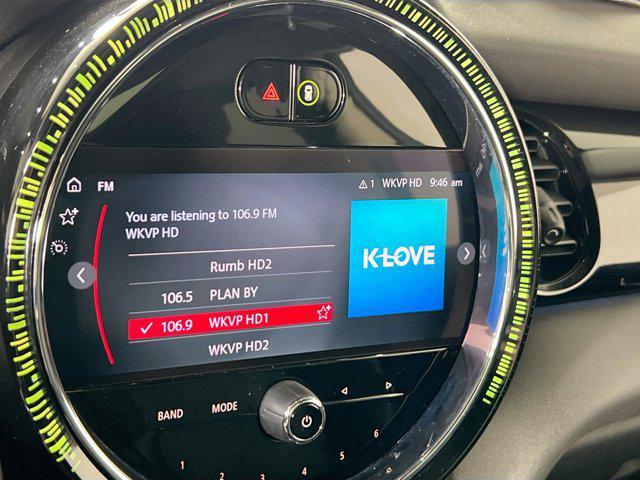 FM
1 WKVP HD 9:46 am
You are listening to 106.9 FM
WKVP HD
K-LOVE
Rumb HD2
106.5 PLAN BY
106.9 WKVP HD1
WKVP HD2
BAND MODE
1 2 3 4 5 6